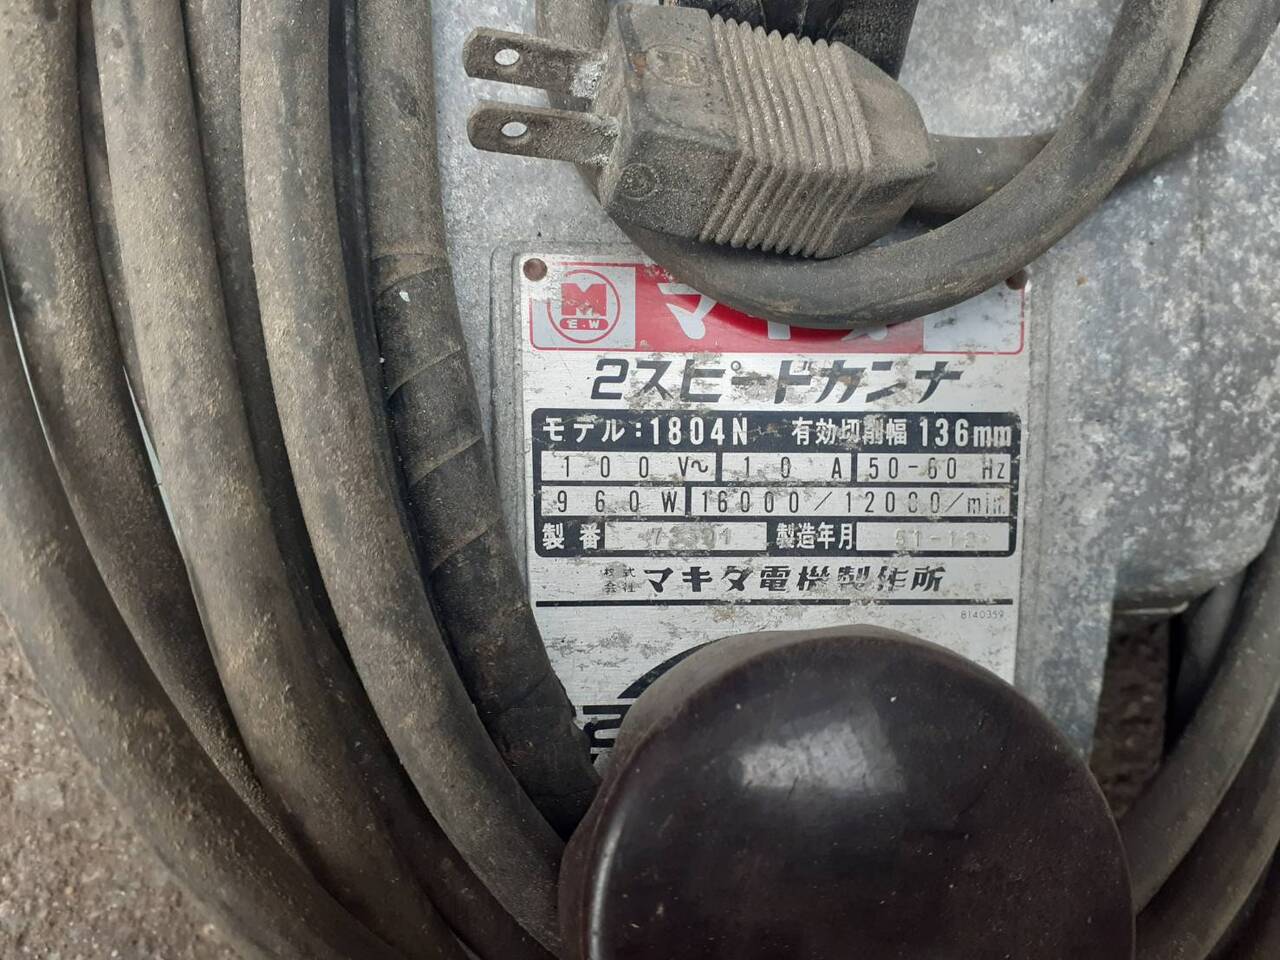 M
E.W
マキタ
2スピードカンナ
モデル:1804N 有効切削幅 136mm
100V~ 10A 50-60Hz
960W 16000/12000/min
製番 製造年月
株式会社 マキタ電機製作所
8140359